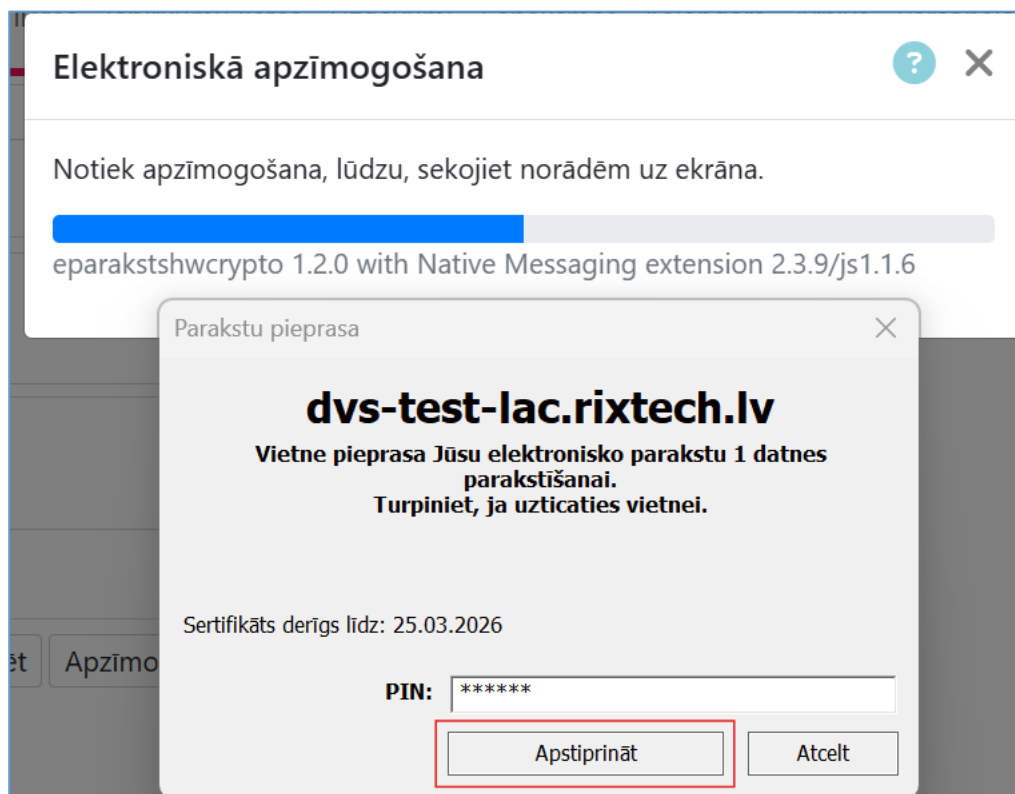 Elektroniskā apzīmogošana
?
Notiek apzīmogošana, lūdzu, sekojiet norādēm uz ekrāna.
eparakstshwcrypto 1.2.0 with Native Messaging extension 2.3.9/js1.1.6
Parakstu pieprasa
dvs-test-lac.rixtech.lv
Vietne pieprasa Jūsu elektronisko parakstu 1 datnes
parakstīšanai.
Turpiniet, ja uzticaties vietnei.
Sertifikāts derīgs līdz: 25.03.2026
ēt Apzīmo
PIN: ******
Apstiprināt Atcelt